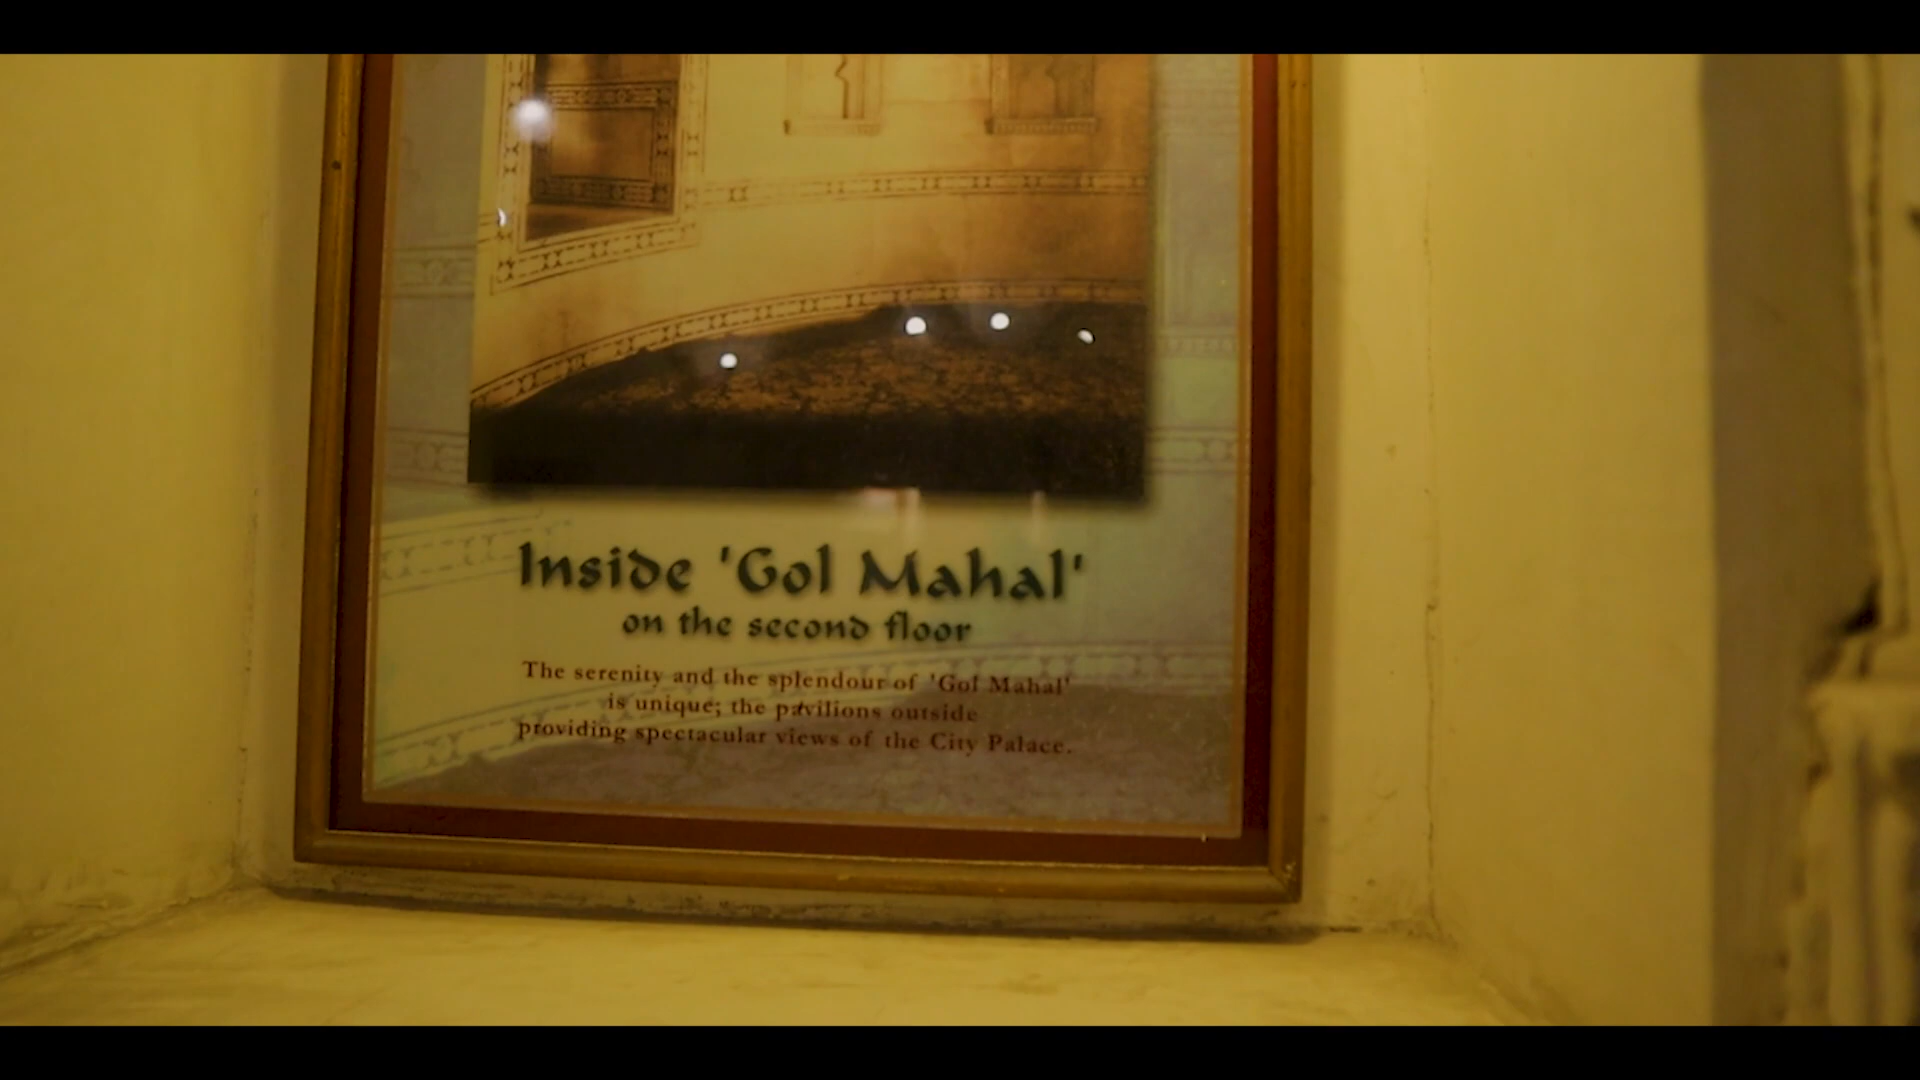 Inside 'Gol Mahal'
on the second floor
The serenity and the splendour of 'Gol Mahal'
is unique; the pavilions outside
providing spectacular views of the City Palace.